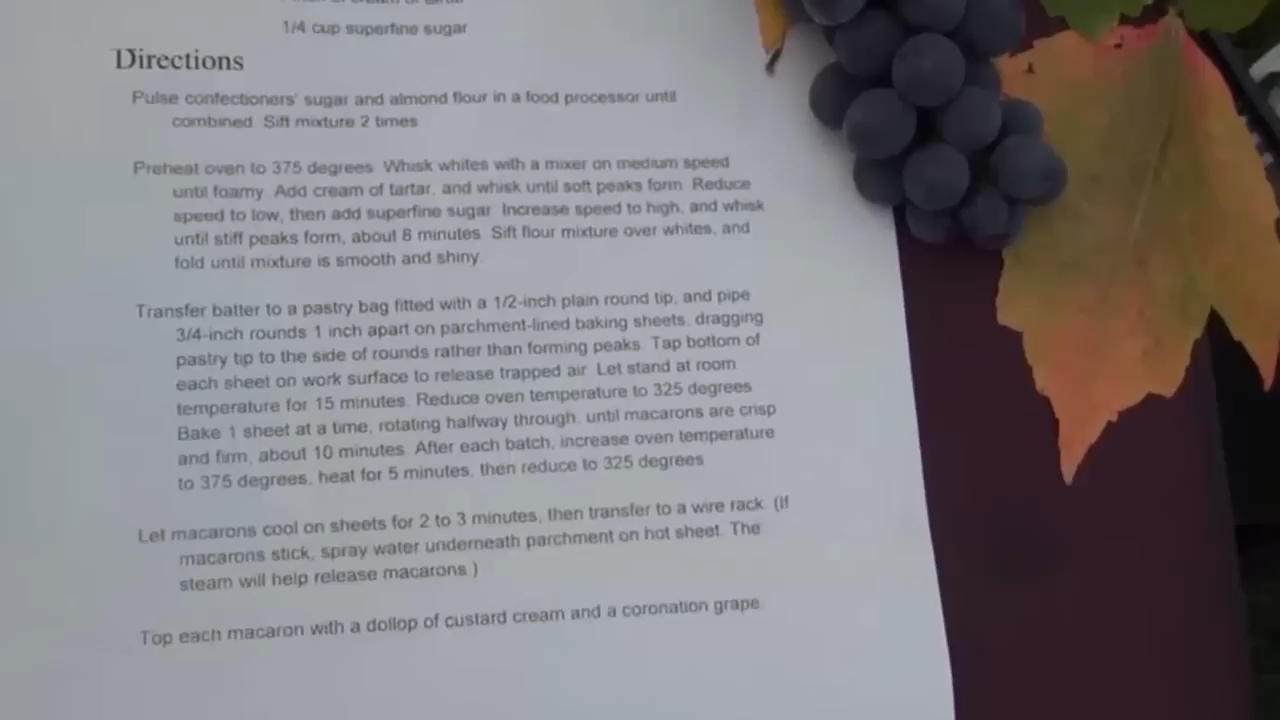 1/4 cup superfine sugar
Directions
Pulse confectioners' sugar and almond flour in a food processor until
combined. Sift mixture 2 times.
Preheat oven to 375 degrees. Whisk whites with a mixer on medium speed
until foamy. Add cream of tartar, and whisk until soft peaks form. Reduce
speed to low, then add superfine sugar. Increase speed to high, and whisk
until stiff peaks form, about 8 minutes. Sift flour mixture over whites, and
fold until mixture is smooth and shiny.
Transfer batter to a pastry bag fitted with a 1/2-inch plain round tip, and pipe
3/4-inch rounds 1 inch apart on parchment-lined baking sheets, dragging
pastry tip to the side of rounds rather than forming peaks. Tap bottom of
each sheet on work surface to release trapped air. Let stand at room
temperature for 15 minutes. Reduce oven temperature to 325 degrees.
Bake 1 sheet at a time, rotating halfway through, until macarons are crisp
and firm, about 10 minutes. After each batch, increase oven temperature
to 375 degrees, heat for 5 minutes, then reduce to 325 degrees.
Let macarons cool on sheets for 2 to 3 minutes, then transfer to a wire rack. (If
macarons stick, spray water underneath parchment on hot sheet. The
steam will help release macarons.)
Top each macaron with a dollop of custard cream and a coronation grape.